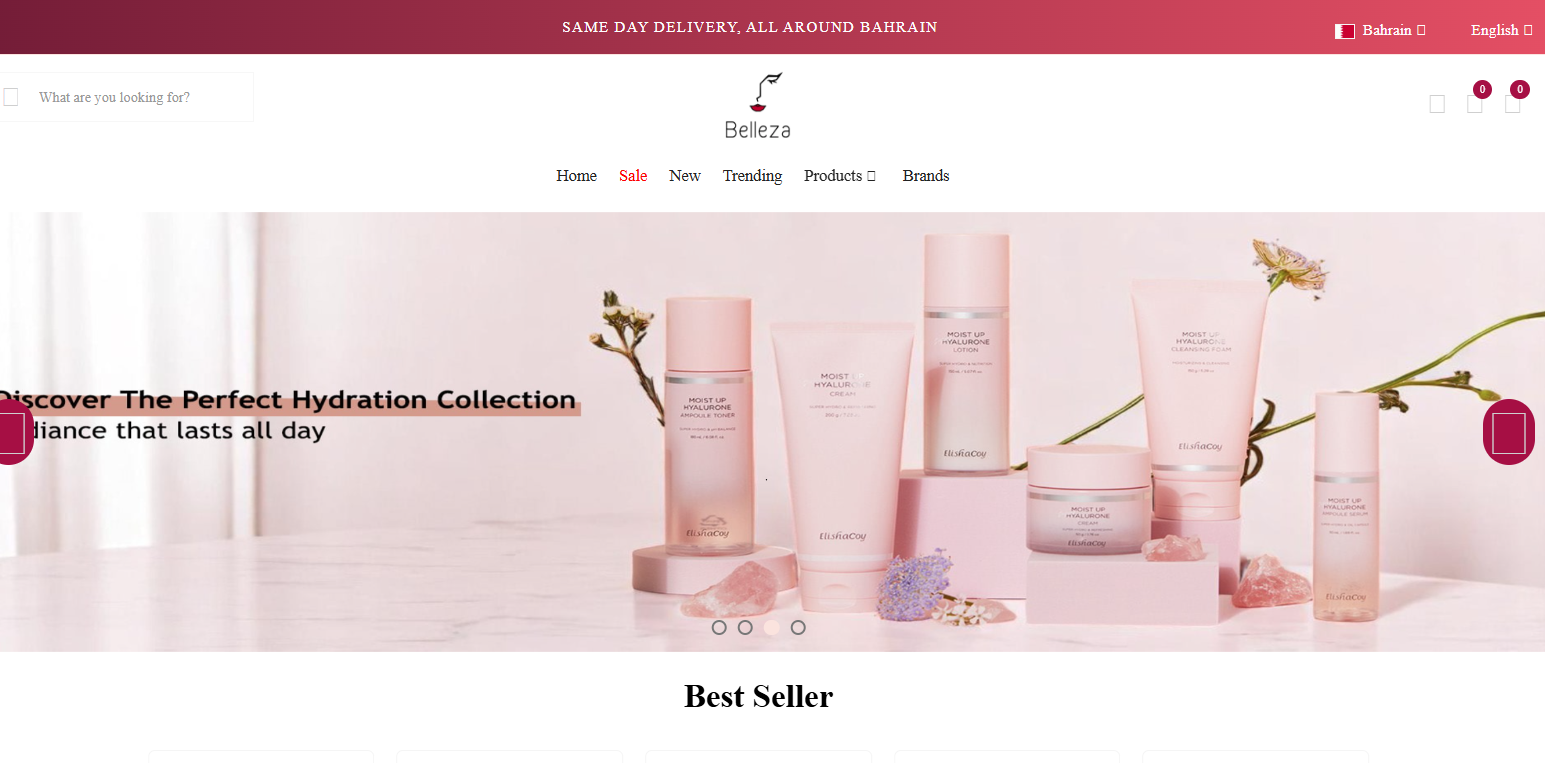 SAME DAY DELIVERY, ALL AROUND BAHRAIN
Bahrain
English
What are you looking for?
0
0
Belleza
Home Sale New Trending Products Brands
Discover The Perfect Hydration Collection
diance that lasts all day
MOIST UP
HYALURONE
AMPOULE TONER
ElishaCoy
MOIST UP
HYALURONE
CREAM
ElishaCoy
MOIST UP
HYALURONE
LOTION
ElishaCoy
MOIST UP
HYALURONE
CREAM
ElishaCoy
MOIST UP
HYALURONE
CLEANSING FOAM
ElishaCoy
MOIST UP
HYALURONE
AMPOULE SERUM
ElishaCoy
Best Seller